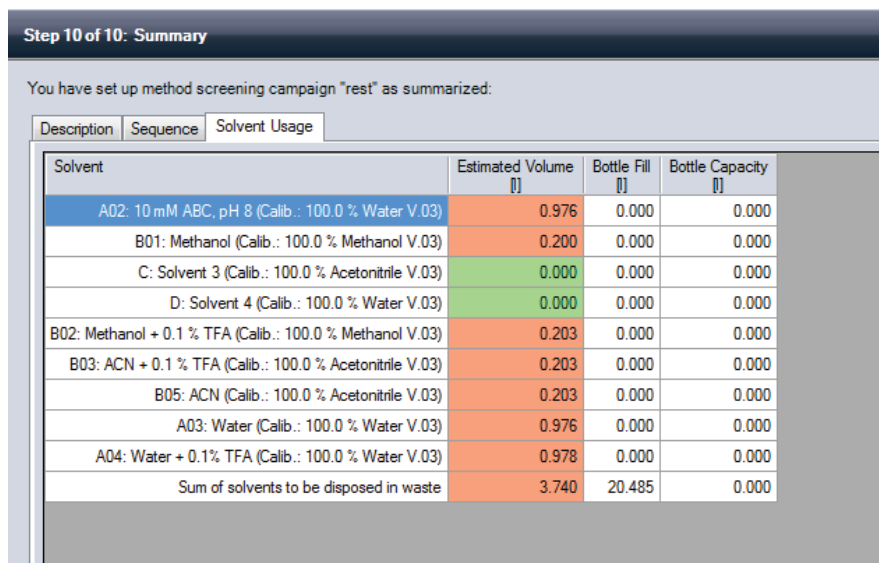 Step 10 of 10: Summary
You have set up method screening campaign "rest" as summarized:
Description Sequence Solvent Usage
Solvent Estimated Volume [l] Bottle Fill [l] Bottle Capacity [l]
A02: 10 mM ABC, pH 8 (Calib.: 100.0 % Water V.03) 0.976 0.000 0.000
B01: Methanol (Calib.: 100.0 % Methanol V.03) 0.200 0.000 0.000
C: Solvent 3 (Calib.: 100.0 % Acetonitrile V.03) 0.000 0.000 0.000
D: Solvent 4 (Calib.: 100.0 % Water V.03) 0.000 0.000 0.000
B02: Methanol + 0.1 % TFA (Calib.: 100.0 % Methanol V.03) 0.203 0.000 0.000
B03: ACN + 0.1 % TFA (Calib.: 100.0 % Acetonitrile V.03) 0.203 0.000 0.000
B05: ACN (Calib.: 100.0 % Acetonitrile V.03) 0.203 0.000 0.000
A03: Water (Calib.: 100.0 % Water V.03) 0.976 0.000 0.000
A04: Water + 0.1% TFA (Calib.: 100.0 % Water V.03) 0.978 0.000 0.000
Sum of solvents to be disposed in waste 3.740 20.485 0.000